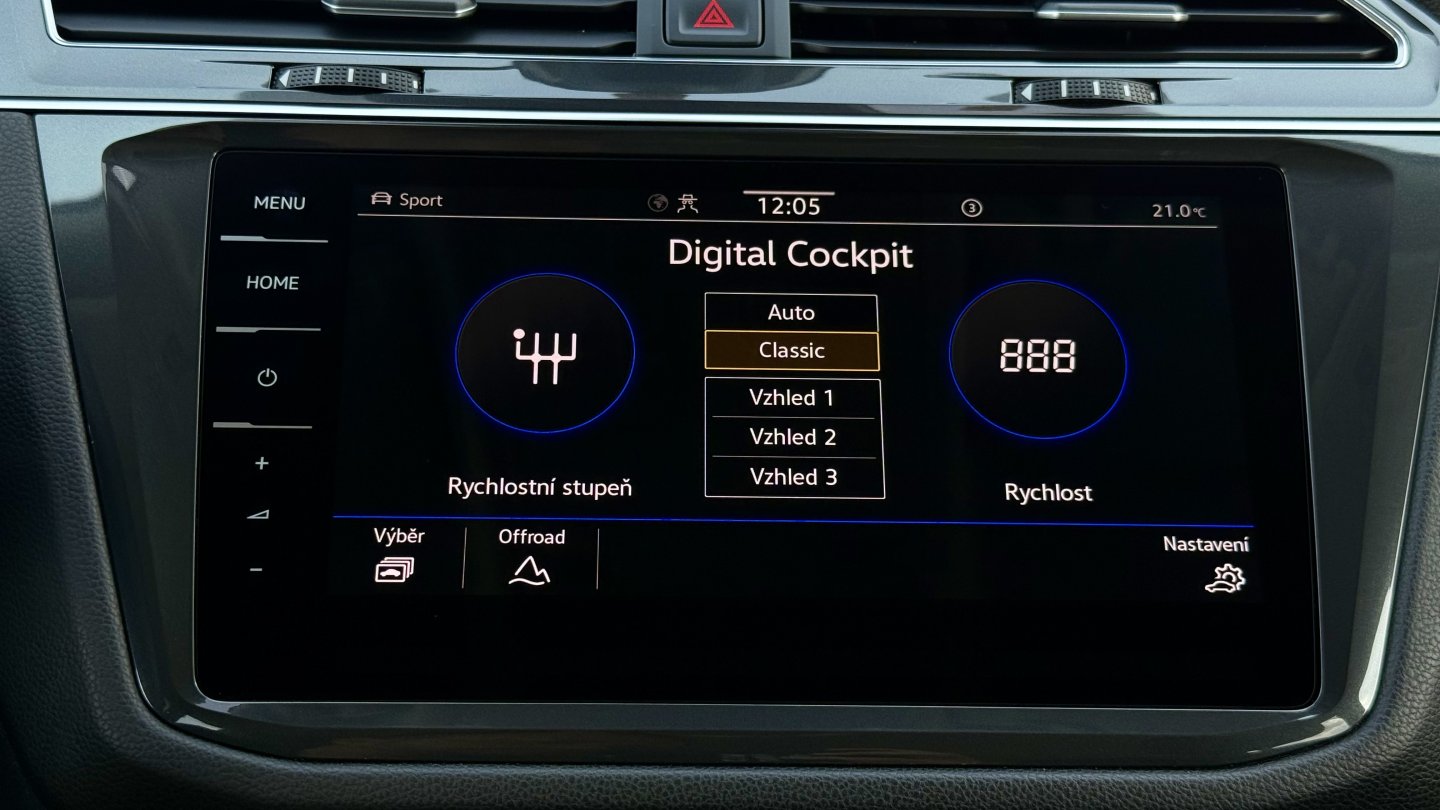 MENU
HOME
+
−
Sport
12:05
3
21.0°C
Digital Cockpit
Auto
Classic
Vzhled 1
Vzhled 2
Vzhled 3
888
Rychlostní stupeň
Rychlost
Výběr
Offroad
Nastavení